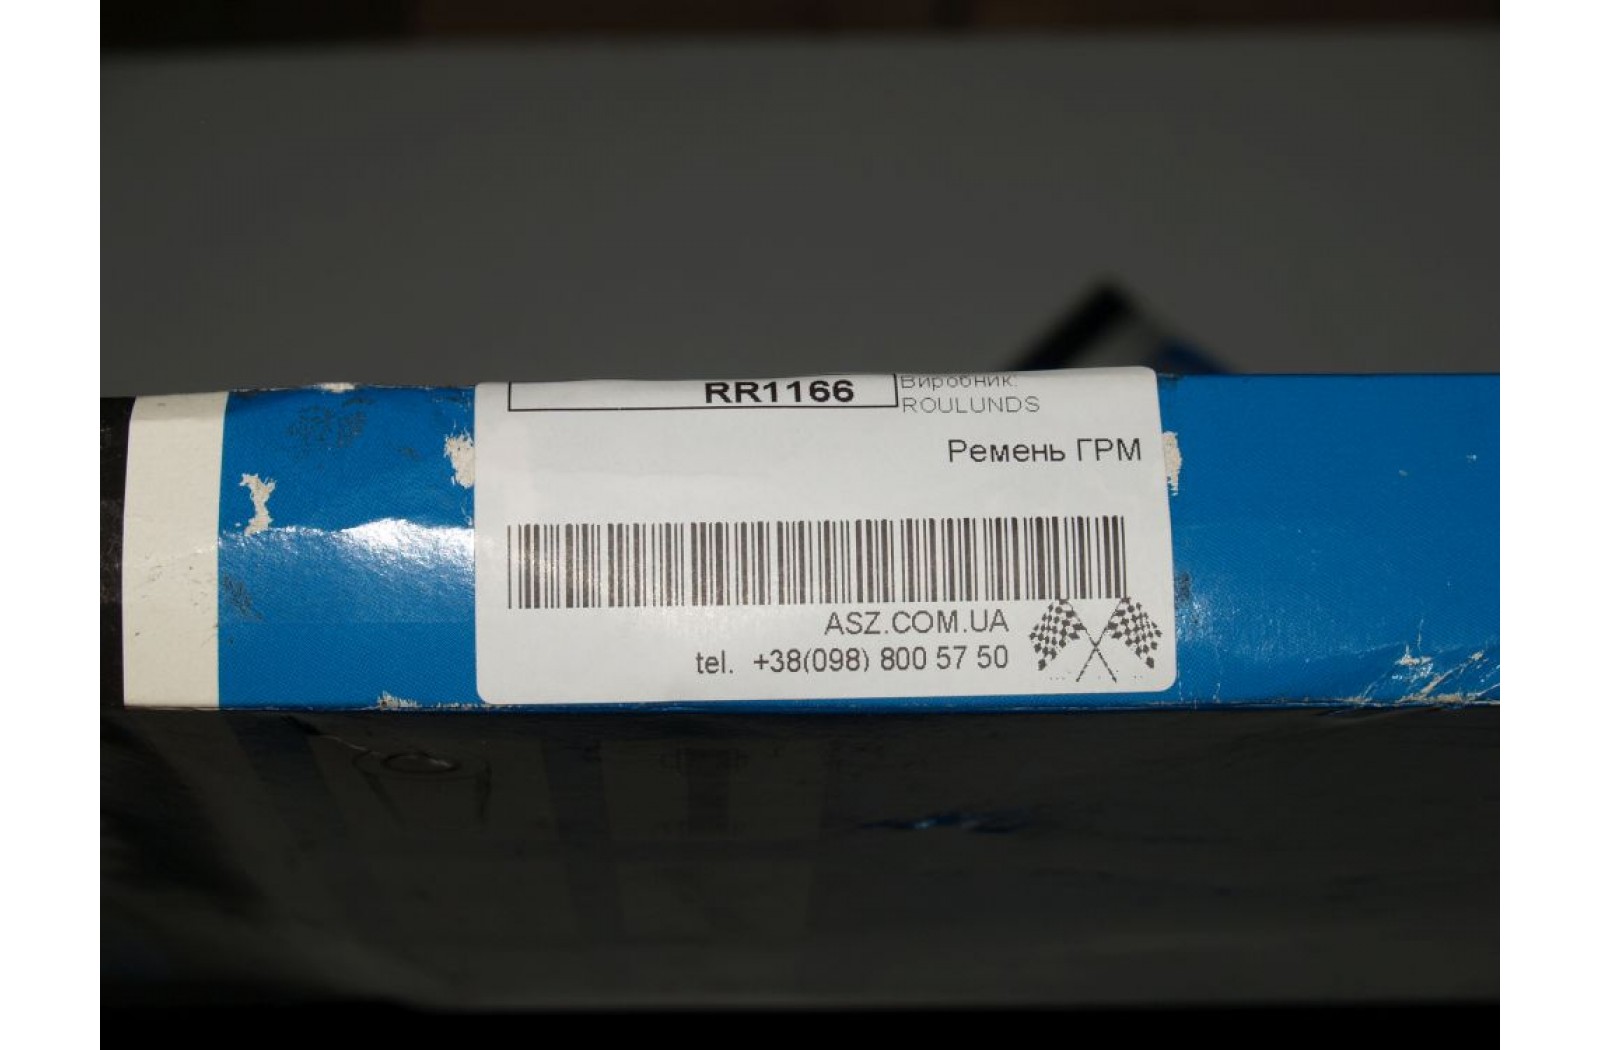 RR1166
Виробник:
ROULUNDS
Ремень ГРМ
ASZ.COM.UA
tel. +38(098) 800 57 50